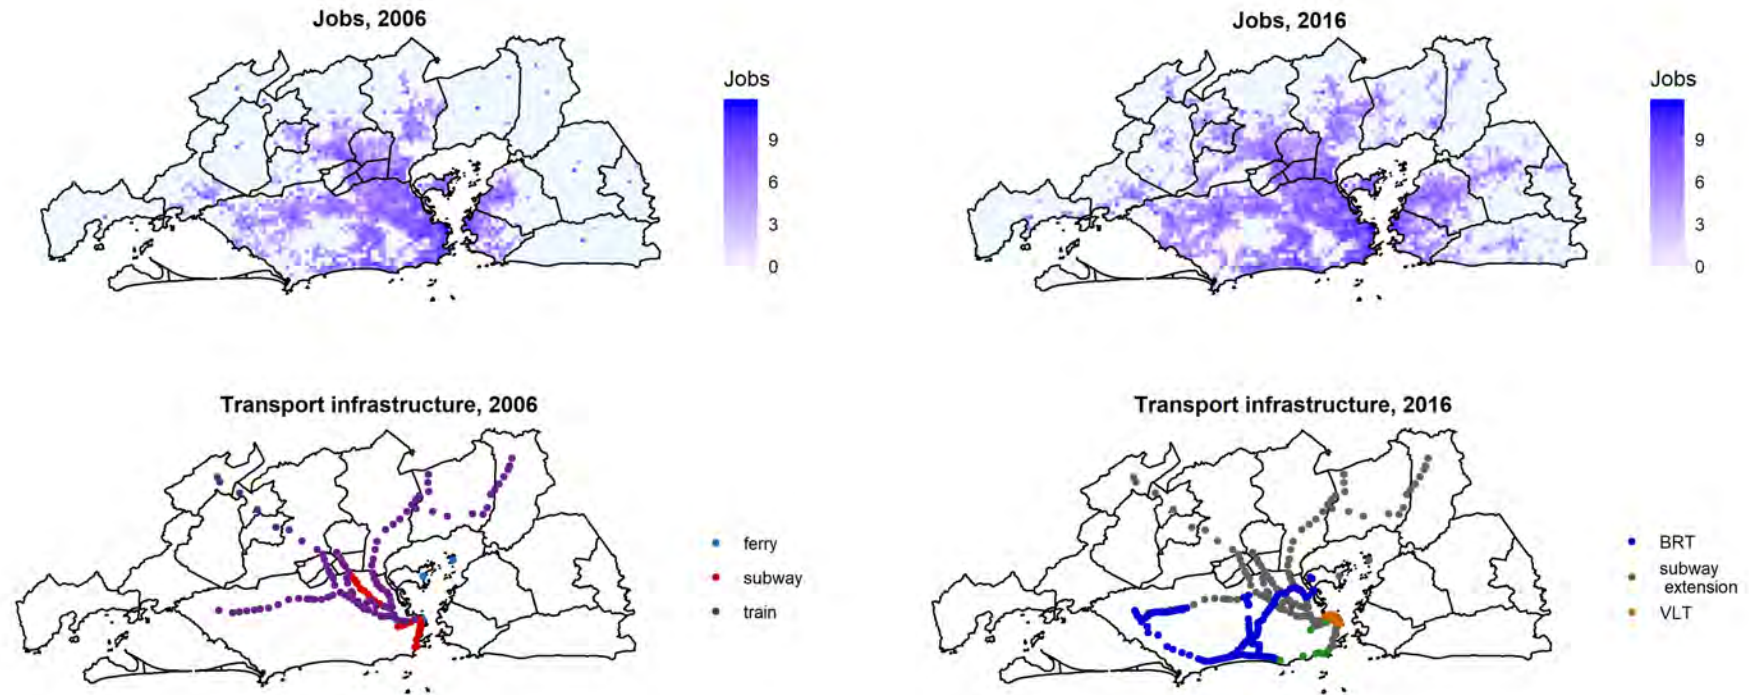 Jobs, 2006
Jobs
9
6
3
0
Jobs, 2016
Jobs
9
6
3
0
Transport infrastructure, 2006
ferry
subway
train
Transport infrastructure, 2016
BRT
subway
extension
VLT